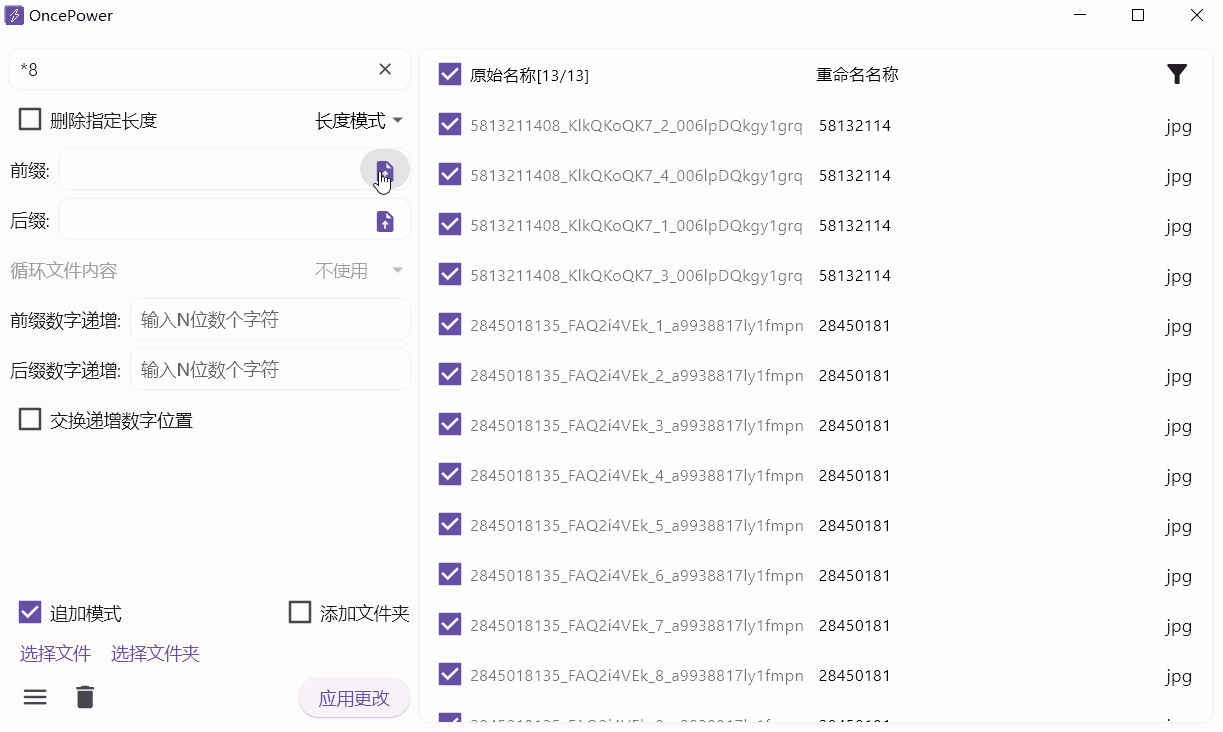 OncePower
*8
删除指定长度
长度模式
前缀:
后缀:
循环文件内容
不使用
前缀数字递增:
输入N位数个字符
后缀数字递增:
输入N位数个字符
交换递增数字位置
追加模式
添加文件夹
选择文件
选择文件夹
应用更改
原始名称[13/13]
重命名名称
5813211408_KlkQKoQK7_2_006lpDQkgy1grq 58132114 jpg
5813211408_KlkQKoQK7_4_006lpDQkgy1grq 58132114 jpg
5813211408_KlkQKoQK7_1_006lpDQkgy1grq 58132114 jpg
5813211408_KlkQKoQK7_3_006lpDQkgy1grq 58132114 jpg
2845018135_FAQ2i4VEk_1_a9938817ly1fmpn 28450181 jpg
2845018135_FAQ2i4VEk_2_a9938817ly1fmpn 28450181 jpg
2845018135_FAQ2i4VEk_3_a9938817ly1fmpn 28450181 jpg
2845018135_FAQ2i4VEk_4_a9938817ly1fmpn 28450181 jpg
2845018135_FAQ2i4VEk_5_a9938817ly1fmpn 28450181 jpg
2845018135_FAQ2i4VEk_6_a9938817ly1fmpn 28450181 jpg
2845018135_FAQ2i4VEk_7_a9938817ly1fmpn 28450181 jpg
2845018135_FAQ2i4VEk_8_a9938817ly1fmpn 28450181 jpg